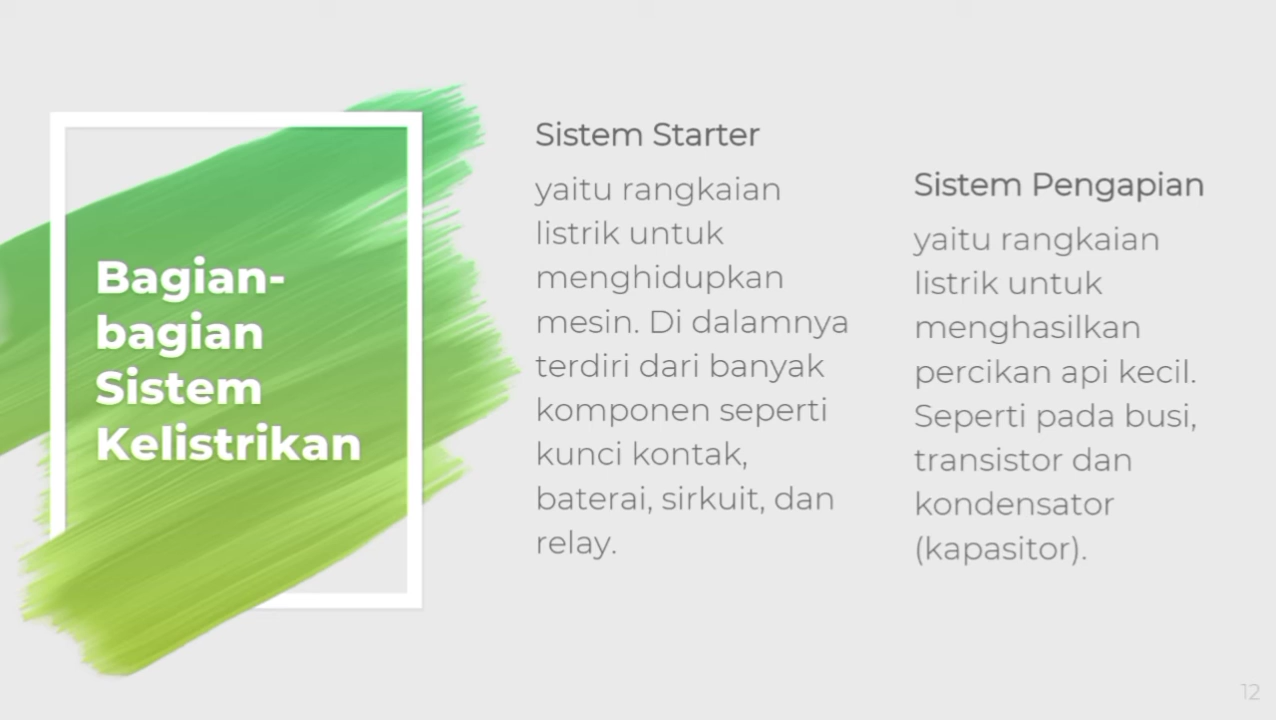 Bagian-
bagian
Sistem
Kelistrikan
Sistem Starter
yaitu rangkaian
listrik untuk
menghidupkan
mesin. Di dalamnya
terdiri dari banyak
komponen seperti
kunci kontak,
baterai, sirkuit, dan
relay.
Sistem Pengapian
yaitu rangkaian
listrik untuk
menghasilkan
percikan api kecil.
Seperti pada busi,
transistor dan
kondensator
(kapasitor).
12